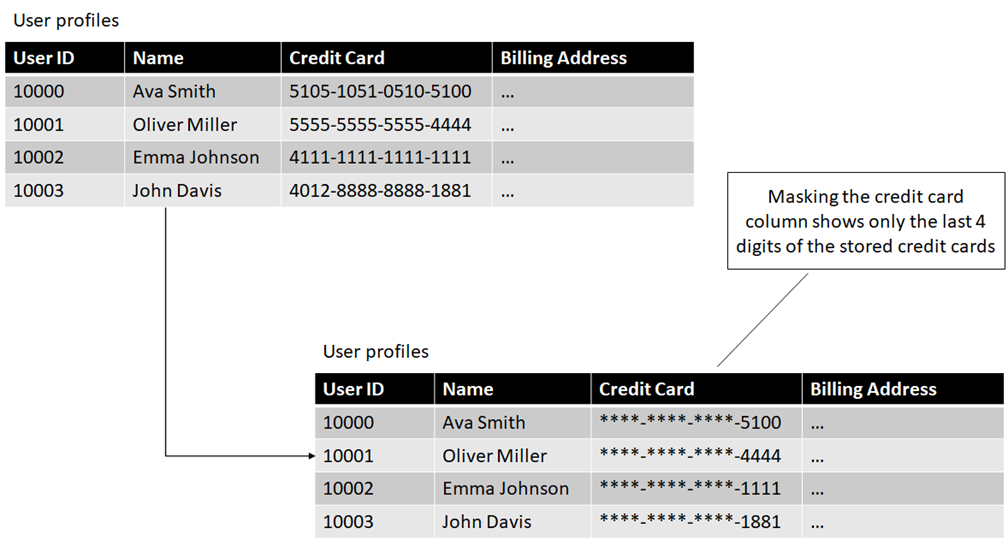 User profiles
User ID Name Credit Card Billing Address
10000 Ava Smith 5105-1051-0510-5100 ...
10001 Oliver Miller 5555-5555-5555-4444 ...
10002 Emma Johnson 4111-1111-1111-1111 ...
10003 John Davis 4012-8888-8888-1881 ...
Masking the credit card
column shows only the last 4
digits of the stored credit cards
User profiles
User ID Name Credit Card Billing Address
10000 Ava Smith ****-****-****-5100 ...
10001 Oliver Miller ****-****-****-4444 ...
10002 Emma Johnson ****-****-****-1111 ...
10003 John Davis ****-****-****-1881 ...